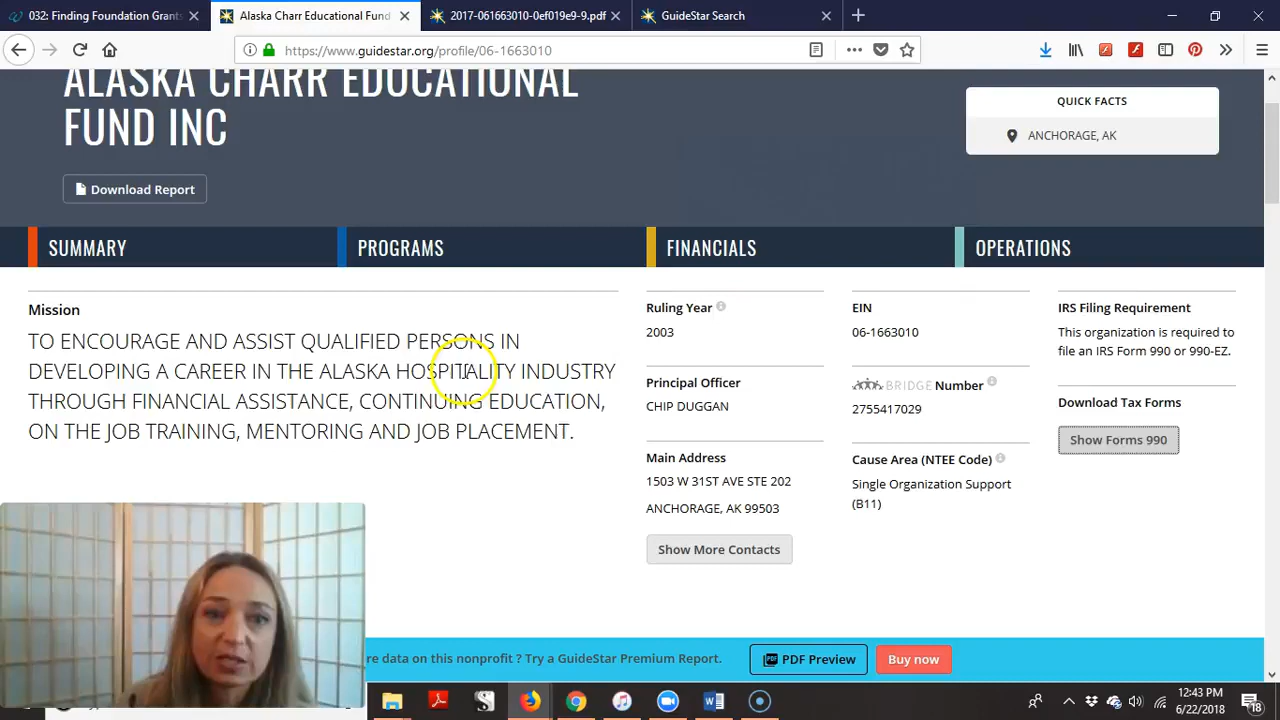 032: Finding Foundation Grants
Alaska Charr Educational Fund
2017-061663010-0ef019e9-9.pdf
GuideStar Search
https://www.guidestar.org/profile/06-1663010
ALASKA CHARR EDUCATIONAL
FUND INC
QUICK FACTS
ANCHORAGE, AK
Download Report
SUMMARY
PROGRAMS
FINANCIALS
OPERATIONS
Mission
TO ENCOURAGE AND ASSIST QUALIFIED PERSONS IN
DEVELOPING A CAREER IN THE ALASKA HOSPITALITY INDUSTRY
THROUGH FINANCIAL ASSISTANCE, CONTINUING EDUCATION,
ON THE JOB TRAINING, MENTORING AND JOB PLACEMENT.
Ruling Year
2003
Principal Officer
CHIP DUGGAN
Main Address
1503 W 31ST AVE STE 202
ANCHORAGE, AK 99503
Show More Contacts
EIN
06-1663010
BRIDGE Number
2755417029
Cause Area (NTEE Code)
Single Organization Support
(B11)
IRS Filing Requirement
This organization is required to
file an IRS Form 990 or 990-EZ.
Download Tax Forms
Show Forms 990
re data on this nonprofit ? Try a GuideStar Premium Report.
PDF Preview
Buy now
12:43 PM
6/22/2018
18